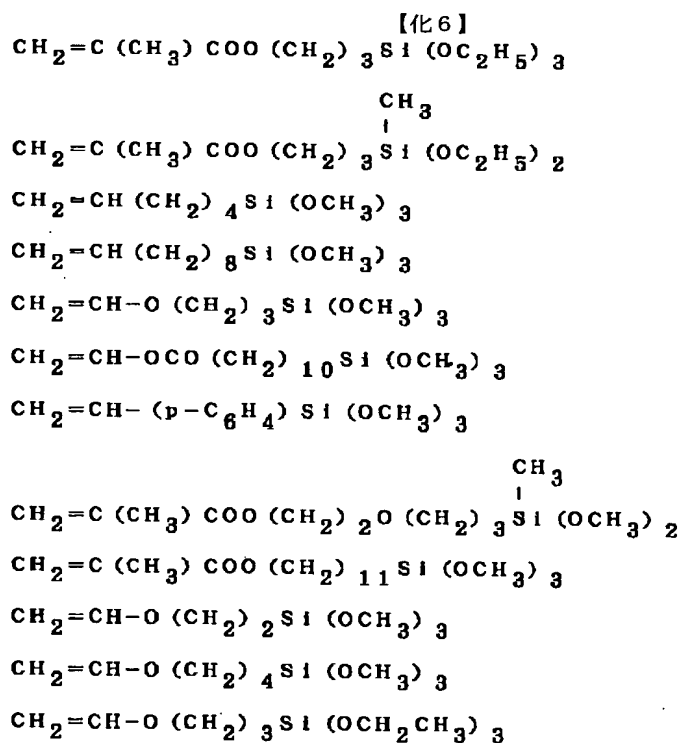 【化6】
CH2=C(CH3)COO(CH2)3Si(OC2H5)3
CH3
CH2=C(CH3)COO(CH2)3Si(OC2H5)2
CH2=CH(CH2)4Si(OCH3)3
CH2=CH(CH2)8Si(OCH3)3
CH2=CH-O(CH2)3Si(OCH3)3
CH2=CH-OCO(CH2)10Si(OCH3)3
CH2=CH-(p-C6H4)Si(OCH3)3
CH3
CH2=C(CH3)COO(CH2)2O(CH2)3Si(OCH3)2
CH2=C(CH3)COO(CH2)11Si(OCH3)3
CH2=CH-O(CH2)2Si(OCH3)3
CH2=CH-O(CH2)4Si(OCH3)3
CH2=CH-O(CH2)3Si(OCH2CH3)3